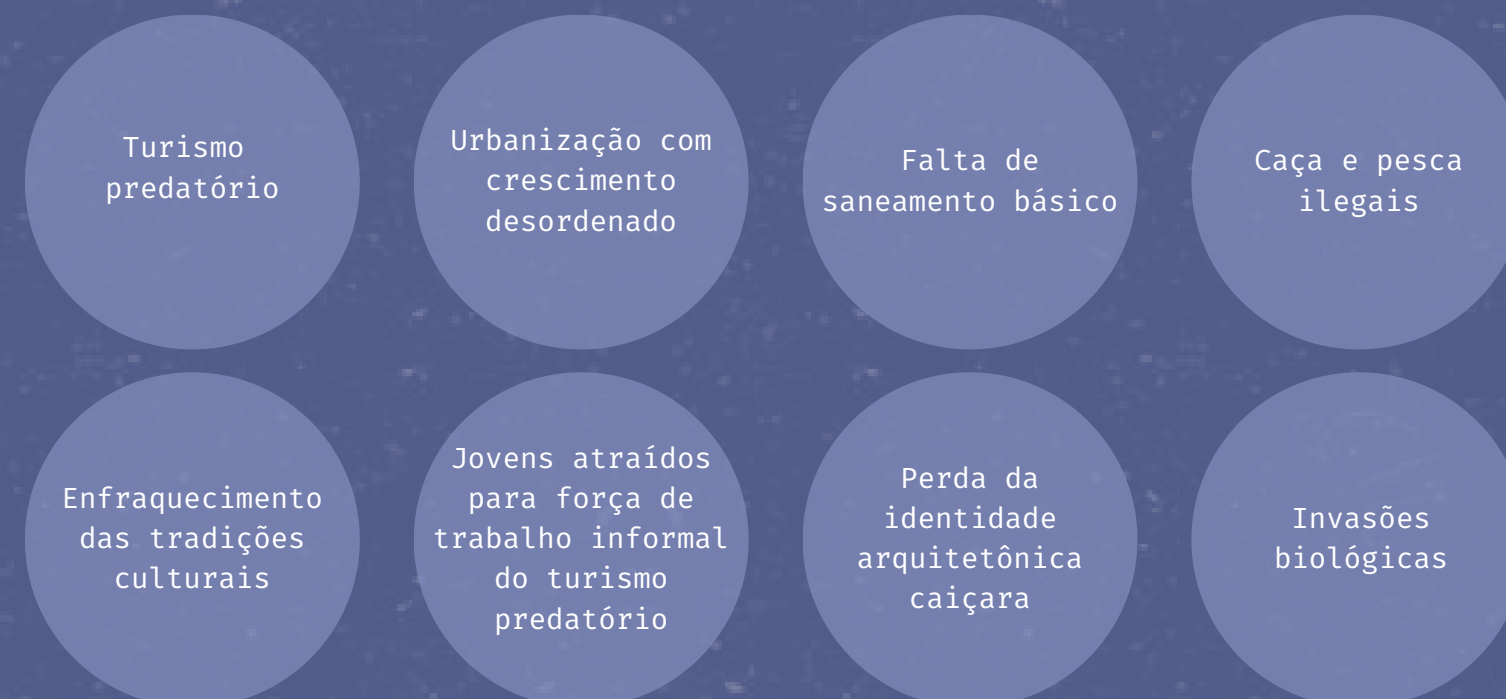 Turismo
predatório
Urbanização com
crescimento
desordenado
Falta de
saneamento básico
Caça e pesca
ilegais
Enfraquecimento
das tradições
culturais
Jovens atraídos
para força de
trabalho informal
do turismo
predatório
Perda da
identidade
arquitetônica
caiçara
Invasões
biológicas